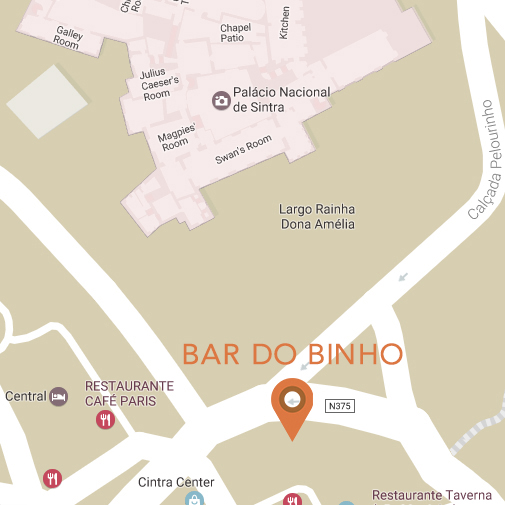 Galley
Room
Chapel
Patio
Kitchen
Julius
Caeser's
Room
Palácio Nacional
de Sintra
Magpies'
Room
Swan's Room
Calçada Pelourinho
Largo Rainha
Dona Amélia
BAR DO BINHO
RESTAURANTE
CAFÉ PARIS
Central
N375
Cintra Center
Restaurante Taverna